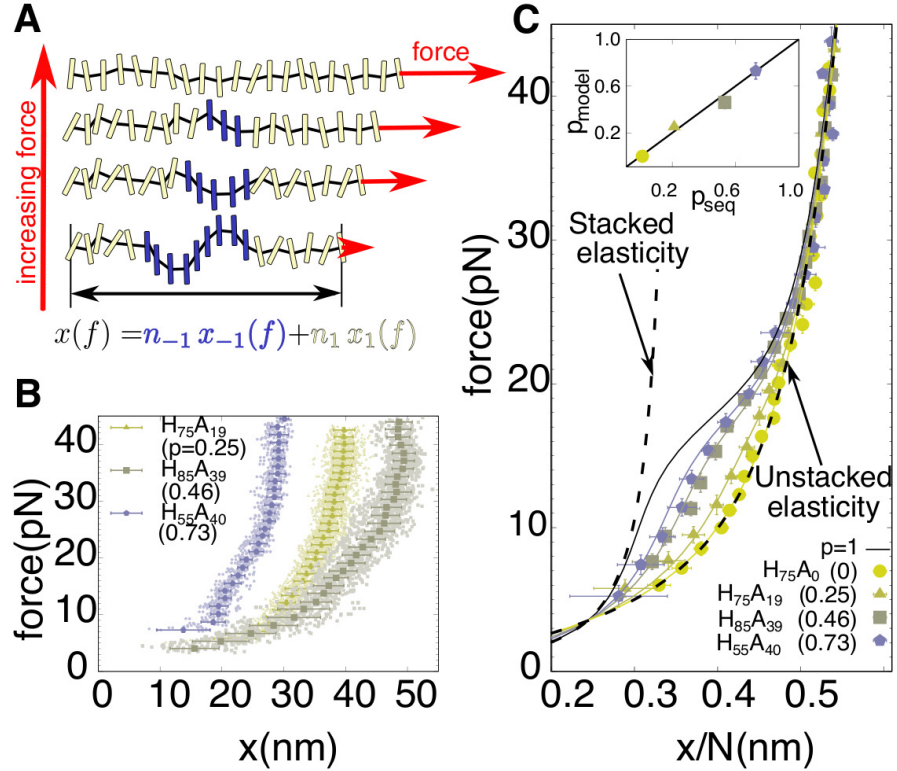 A
force
increasing force
x(f) =n₋₁ x₋₁(f)+n₁ x₁(f)
B
force(pN)
40
30
20
10
0
H₇₅A₁₉
(p=0.25)
H₈₅A₃₉
(0.46)
H₅₅A₄₀
(0.73)
0 10 20 30 40 50
x(nm)
C
force(pN)
40
30
20
10
0
1.0
0.6
0.2
p_model
0.2 0.6 1.0
p_seq
Stacked
elasticity
Unstacked
elasticity
p=1
H₇₅A₀ (0)
H₇₅A₁₉ (0.25)
H₈₅A₃₉ (0.46)
H₅₅A₄₀ (0.73)
0.2 0.3 0.4 0.5
x/N(nm)